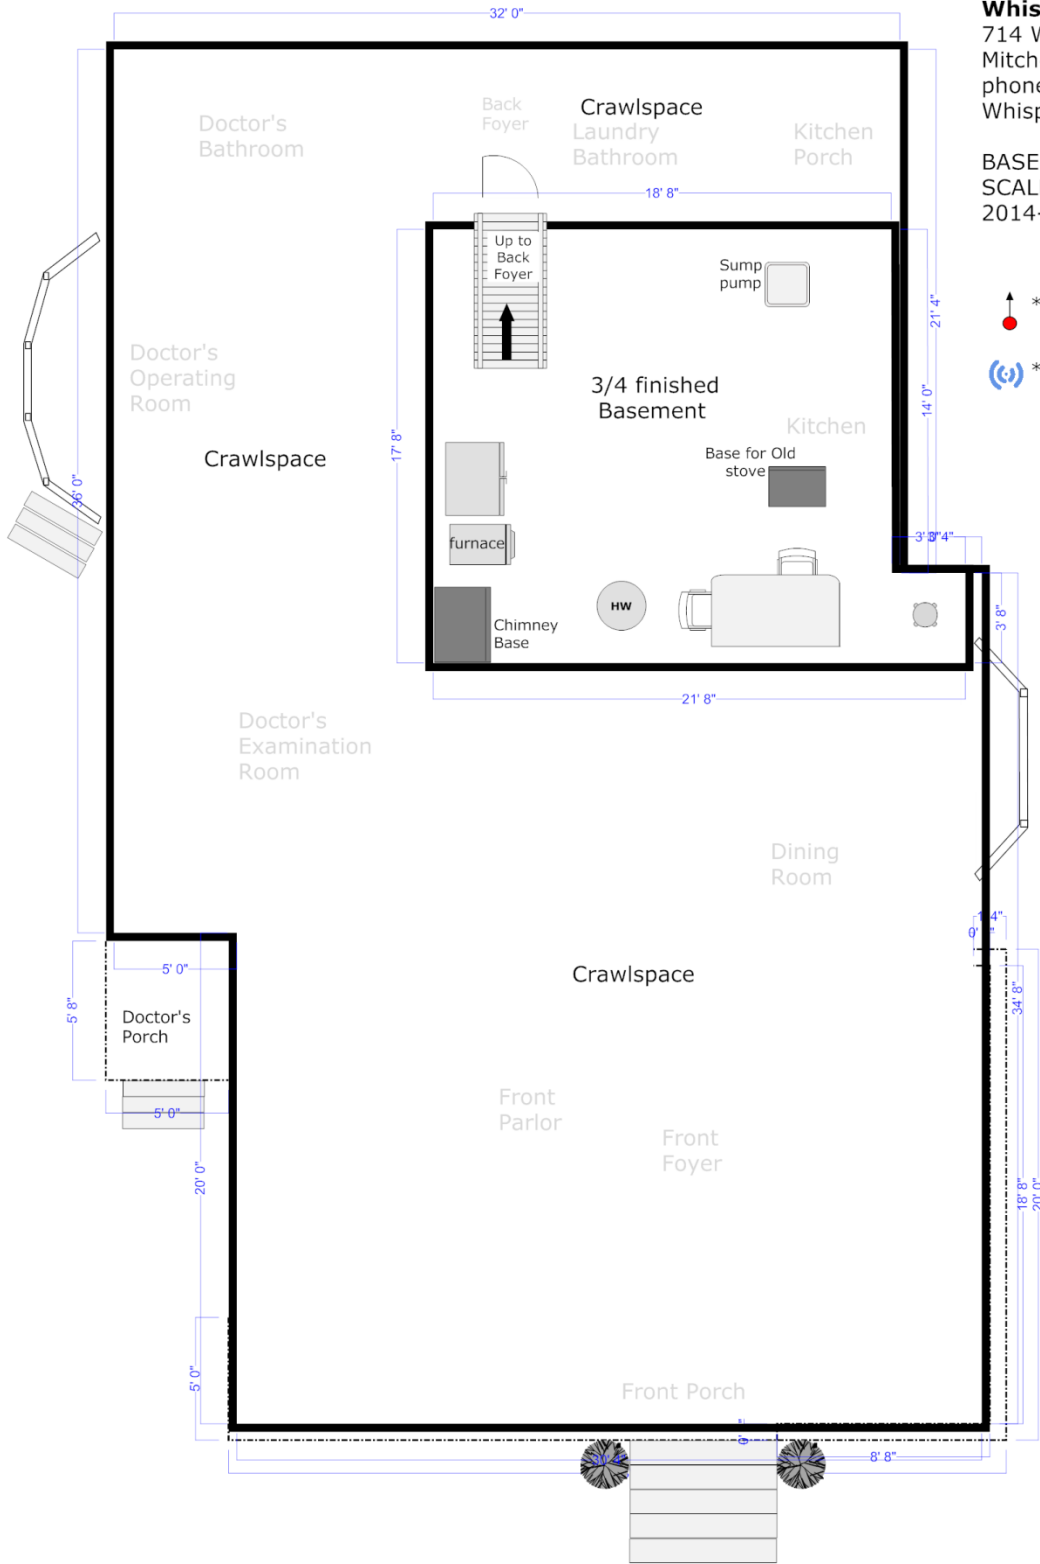 32' 0"
Whis
714 W
Mitch
phone
Whisp
BASE
SCAL
2014-
*
*
Back
Foyer
Crawlspace
Doctor's
Bathroom
Laundry
Bathroom
Kitchen
Porch
18' 8"
Up to
Back
Foyer
Sump
pump
21' 4"
Doctor's
Operating
Room
3/4 finished
Basement
14' 0"
Kitchen
17' 8"
Crawlspace
Base for Old
stove
36' 0"
furnace
HW
Chimney
Base
3' 8"
21' 8"
Doctor's
Examination
Room
Dining
Room
5' 0"
Crawlspace
34' 8"
5' 8"
Doctor's
Porch
Front
Parlor
5' 0"
Front
Foyer
20' 0"
18' 8"
20' 0"
5' 0"
Front Porch
30' 4"
8' 8"